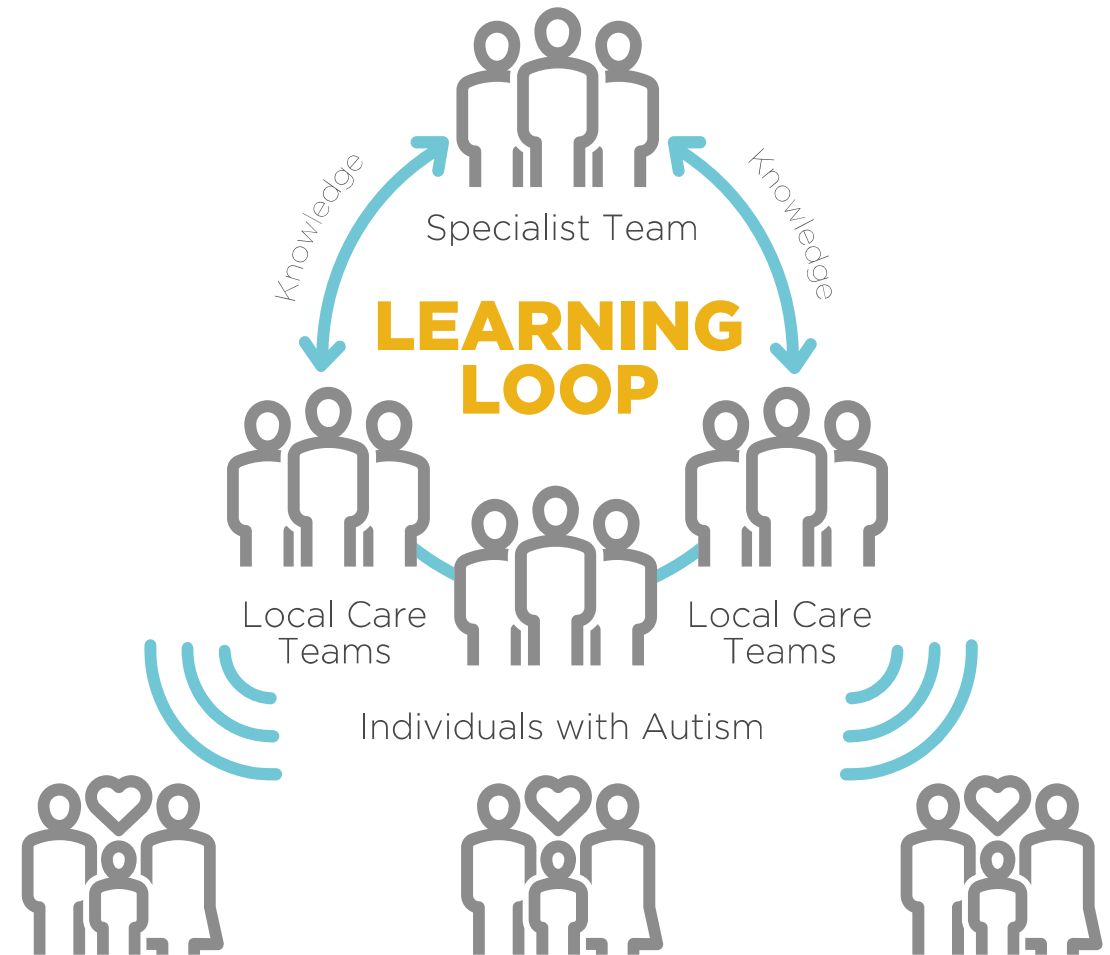 Knowledge
Knowledge
Specialist Team
LEARNING
LOOP
Local Care
Teams
Local Care
Teams
Individuals with Autism